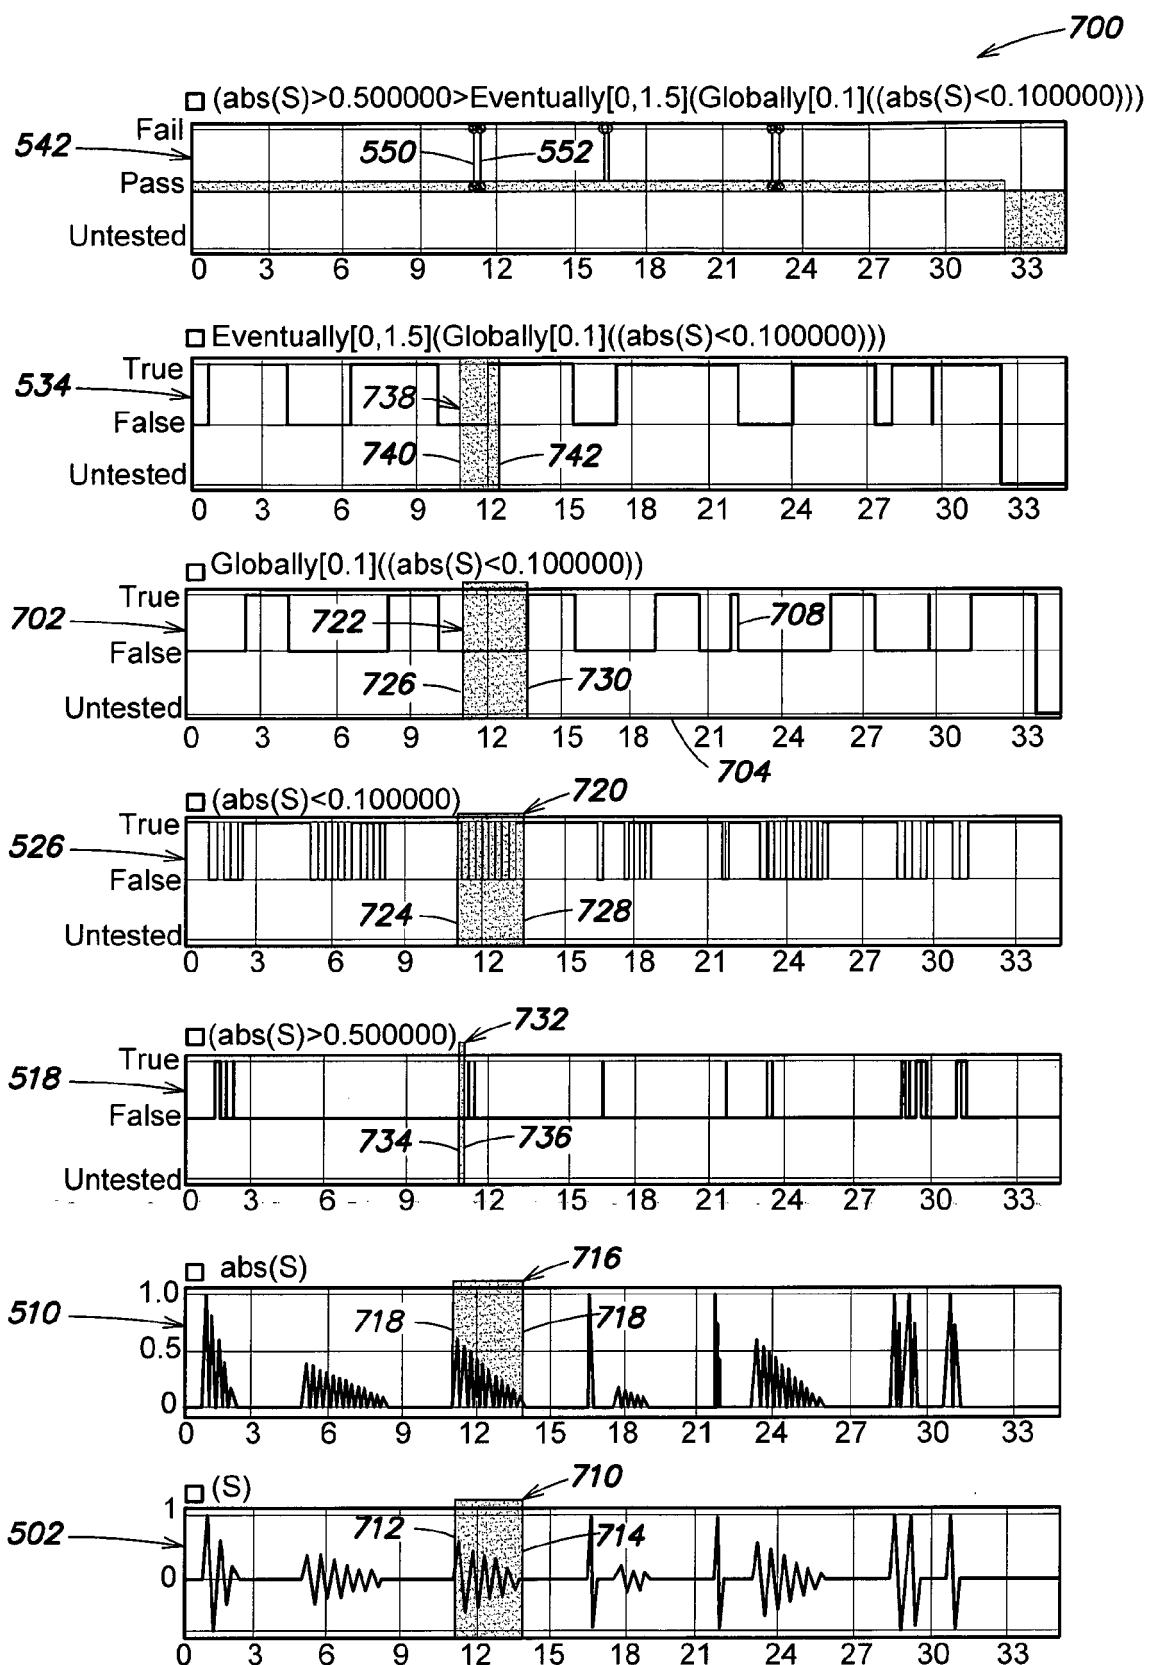 700
(abs(S)>0.500000>Eventually[0,1.5](Globally[0.1]((abs(S)<0.100000)))
Fail
542
550
552
Pass
Untested
0 3 6 9 12 15 18 21 24 27 30 33
Eventually[0,1.5](Globally[0.1]((abs(S)<0.100000)))
True
534
738
False
740
742
Untested
0 3 6 9 12 15 18 21 24 27 30 33
Globally[0.1]((abs(S)<0.100000))
True
702
722
708
False
726
730
Untested
0 3 6 9 12 15 18 21 24 27 30 33
704
(abs(S)<0.100000)
720
True
526
False
724
728
Untested
0 3 6 9 12 15 18 21 24 27 30 33
(abs(S)>0.500000)
732
True
518
False
734
736
Untested
0 3 6 9 12 15 18 21 24 27 30 33
abs(S)
716
1.0
510
718
718
0.5
0
0 3 6 9 12 15 18 21 24 27 30 33
(S)
710
1
502
712
714
0
0 3 6 9 12 15 18 21 24 27 30 33